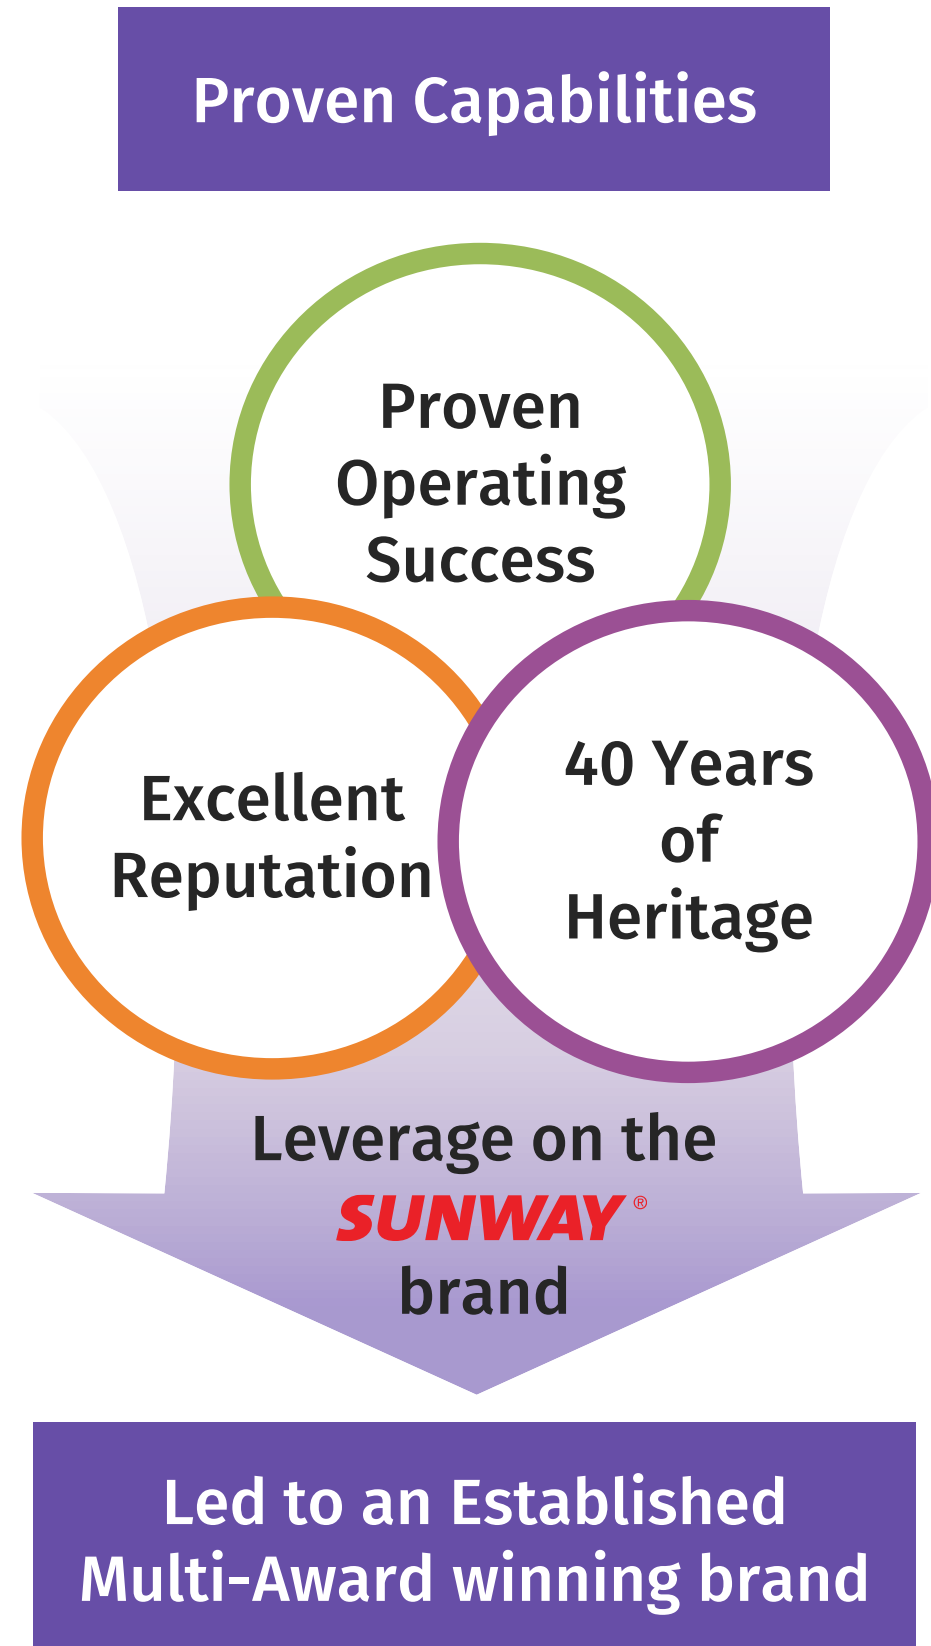 Proven Capabilities
Proven
Operating
Success
Excellent
Reputation
40 Years
of
Heritage
Leverage on the
SUNWAY®
brand
Led to an Established
Multi-Award winning brand